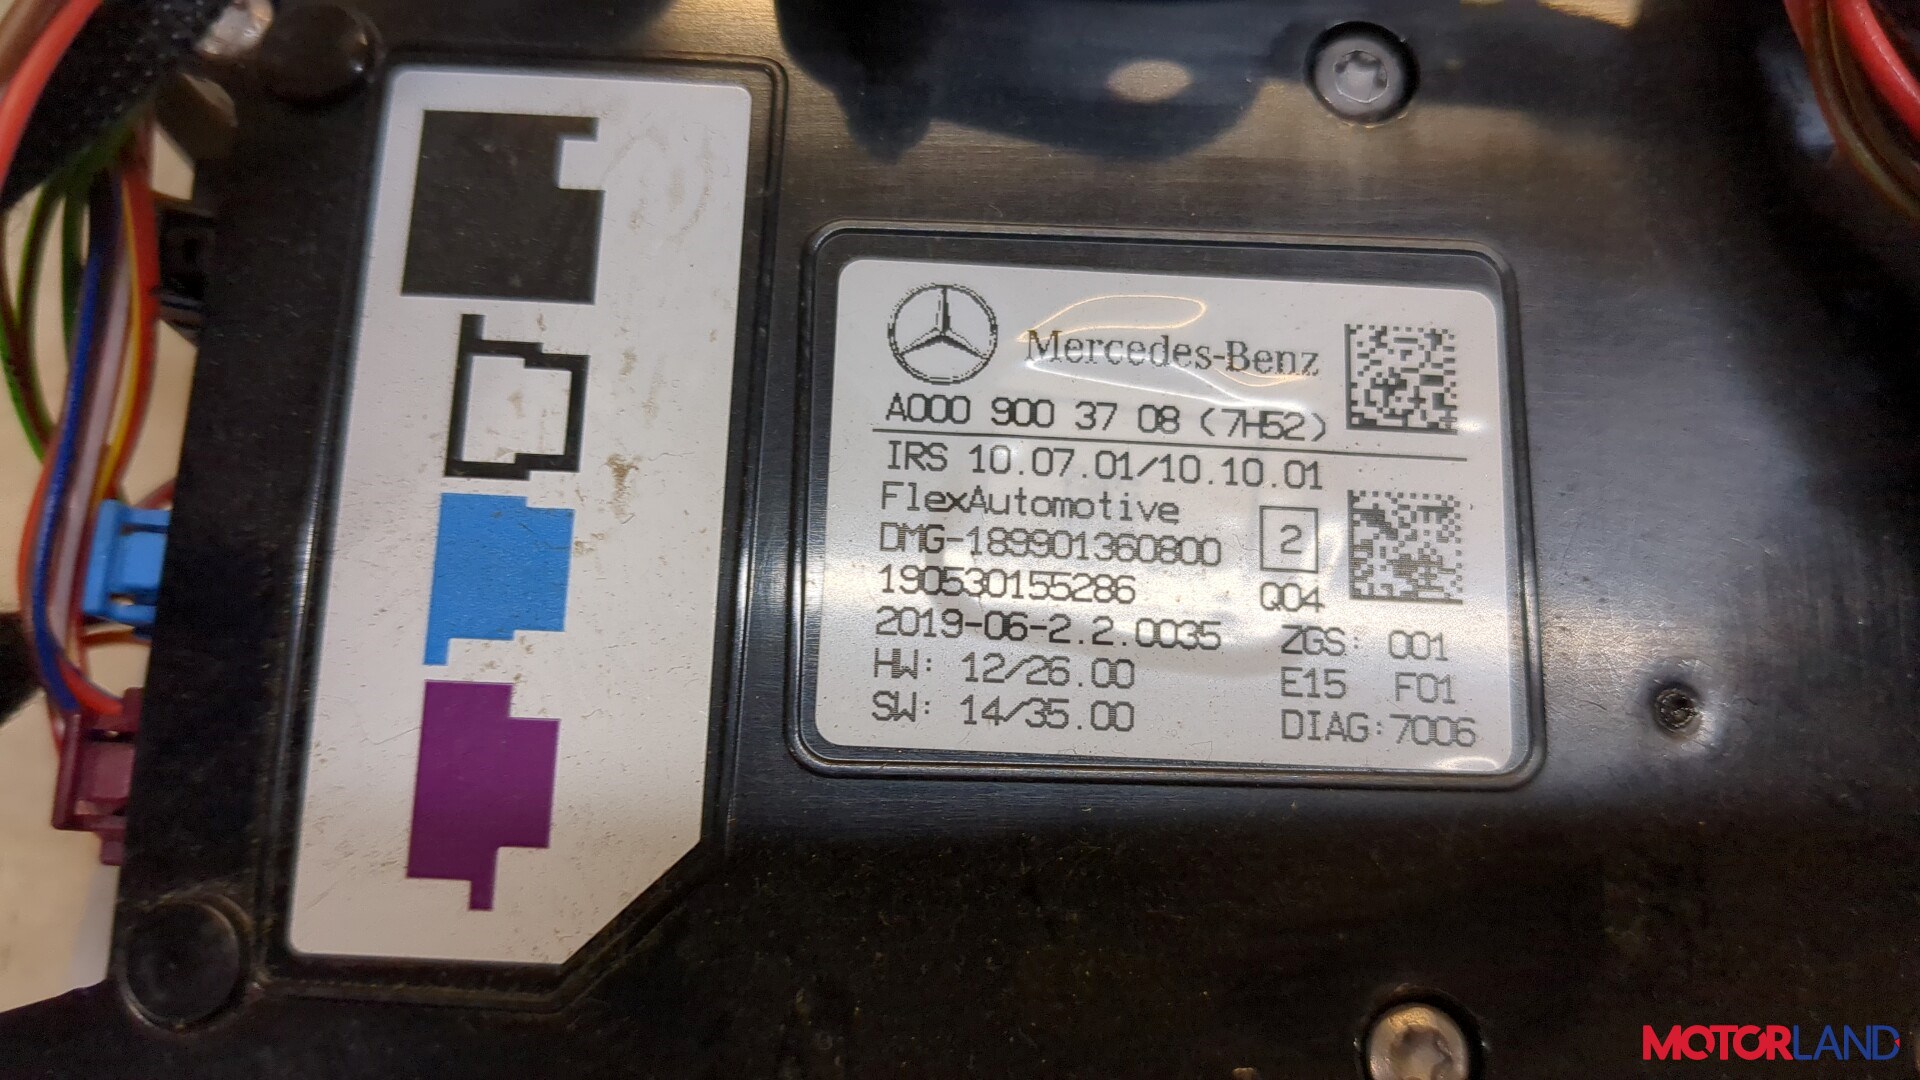 Mercedes-Benz
A000 900 37 08 (7H52)
IRS 10.07.01/10.10.01
FlexAutomotive
DMG-189901360800
2
190530155286
Q04
2019-06-2.2.0035
ZGS: 001
HW: 12/26.00
E15 F01
SW: 14/35.00
DIAG:7006
MOTORLAND